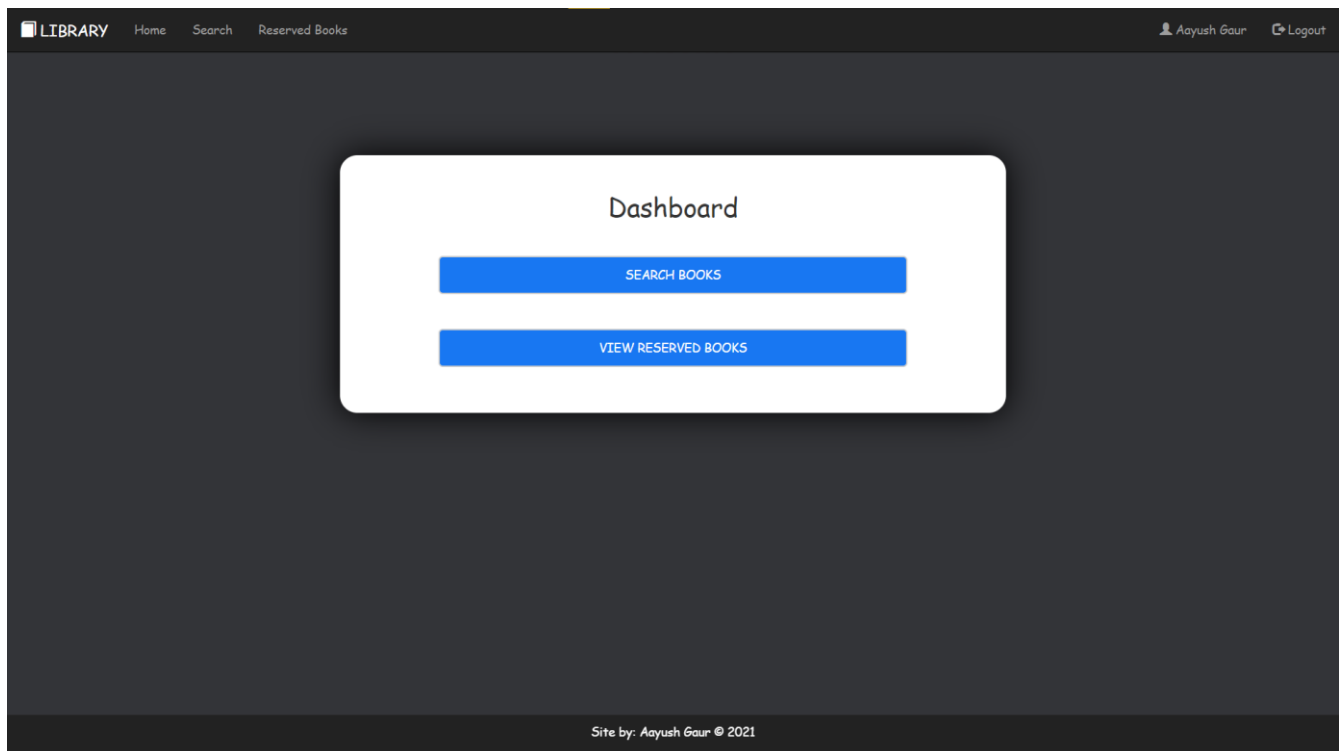 LIBRARY Home Search Reserved Books Aayush Gaur Logout
Dashboard
SEARCH BOOKS
VIEW RESERVED BOOKS
Site by: Aayush Gaur © 2021